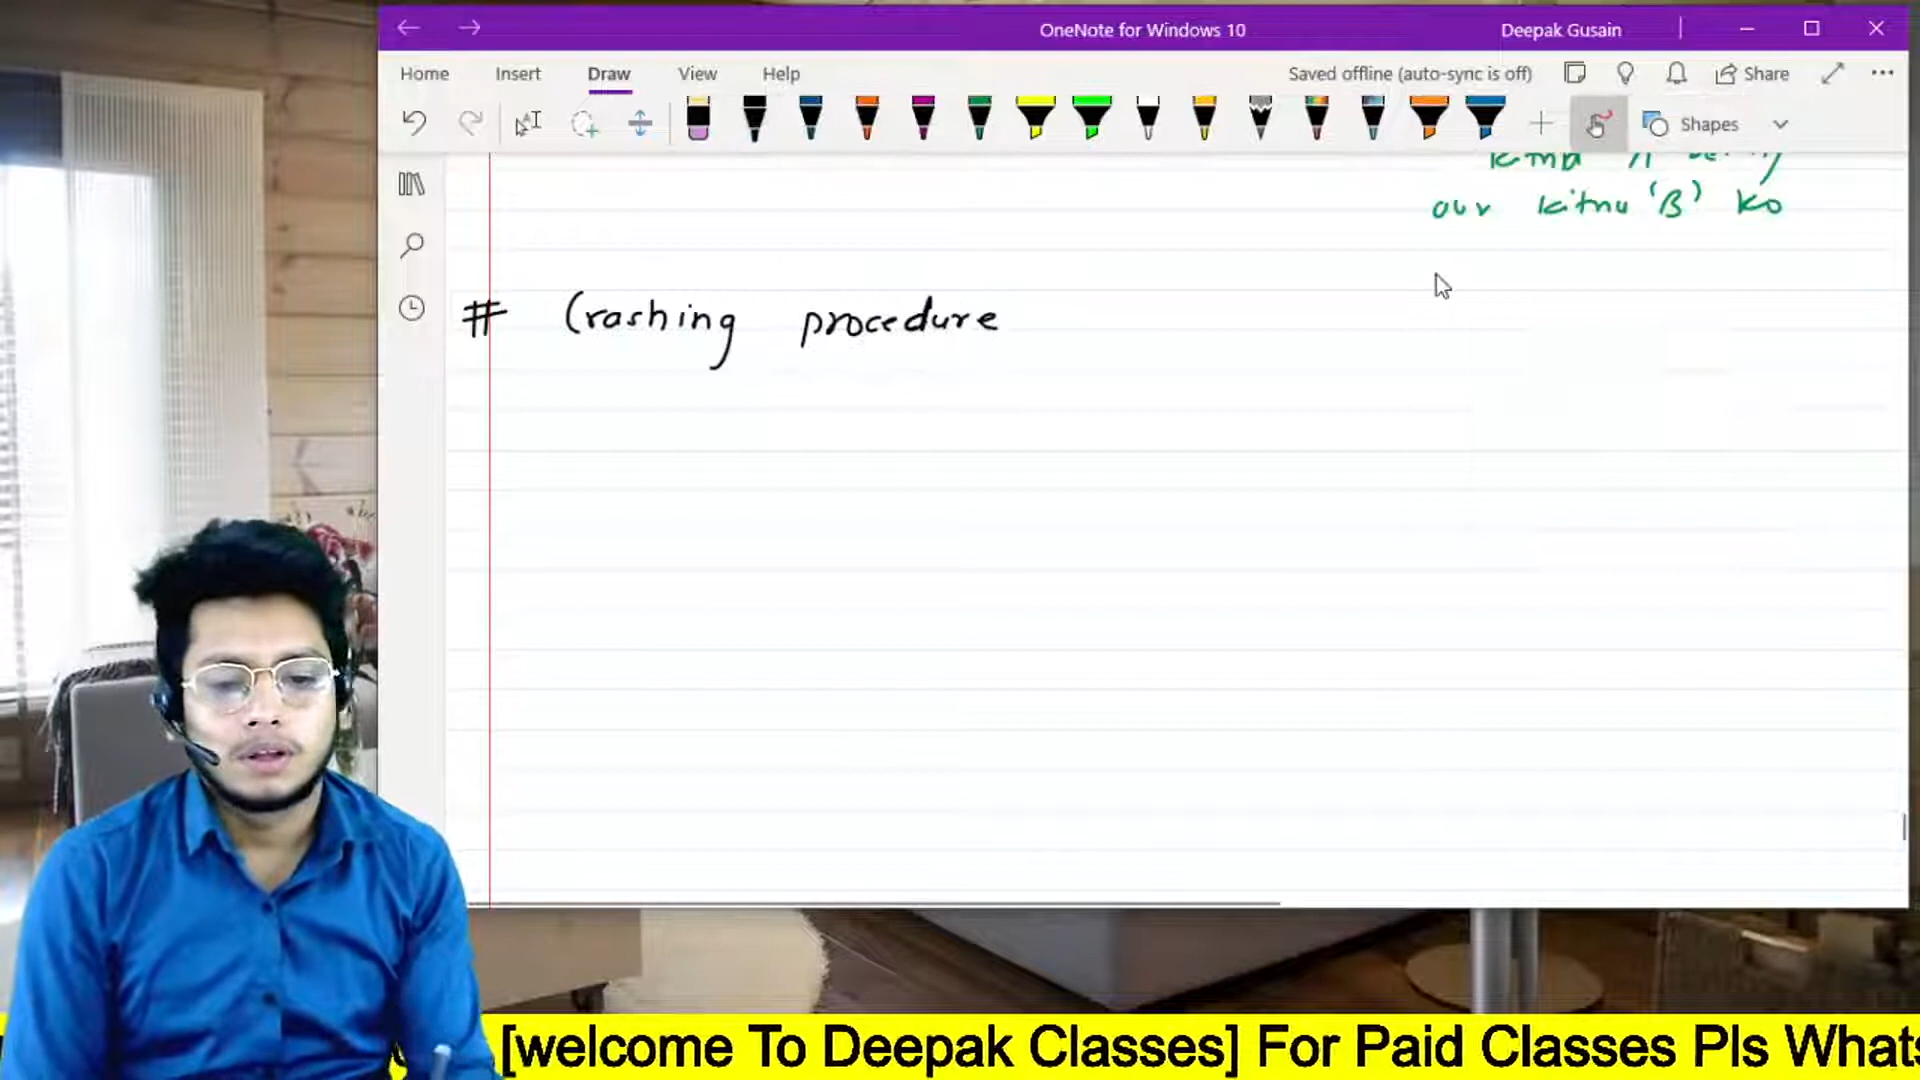 OneNote for Windows 10
Deepak Gusain
Home Insert Draw View Help
Saved offline (auto-sync is off)
Share
Shapes
our kitnu 'B' ko
# Crashing procedure
[welcome To Deepak Classes] For Paid Classes Pls Whats